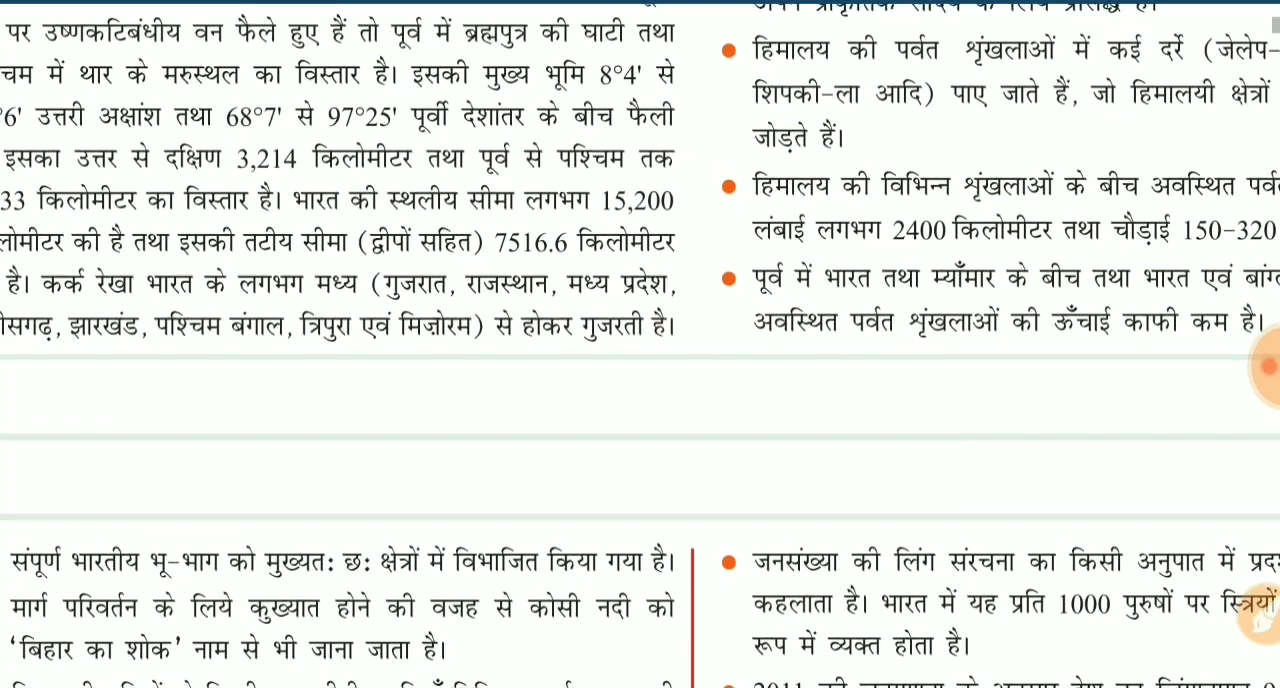 पर उष्णकटिबंधीय वन फैले हुए हैं तो पूर्व में ब्रह्मपुत्र की घाटी तथा
चम में थार के मरुस्थल का विस्तार है। इसकी मुख्य भूमि 8°4' से
°6' उत्तरी अक्षांश तथा 68°7' से 97°25' पूर्वी देशांतर के बीच फैली
इसका उत्तर से दक्षिण 3,214 किलोमीटर तथा पूर्व से पश्चिम तक
33 किलोमीटर का विस्तार है। भारत की स्थलीय सीमा लगभग 15,200
लोमीटर की है तथा इसकी तटीय सीमा (द्वीपों सहित) 7516.6 किलोमीटर
है। कर्क रेखा भारत के लगभग मध्य (गुजरात, राजस्थान, मध्य प्रदेश,
सगढ़, झारखंड, पश्चिम बंगाल, त्रिपुरा एवं मिज़ोरम) से होकर गुजरती है।
संपूर्ण भारतीय भू-भाग को मुख्यतः छः क्षेत्रों में विभाजित किया गया है।
मार्ग परिवर्तन के लिये कुख्यात होने की वजह से कोसी नदी को
‘बिहार का शोक’ नाम से भी जाना जाता है।
हिमालय की पर्वत शृंखलाओं में कई दर्रे (जेलेप-
शिपकी-ला आदि) पाए जाते हैं, जो हिमालयी क्षेत्रों
जोड़ते हैं।
हिमालय की विभिन्न शृंखलाओं के बीच अवस्थित
लंबाई लगभग 2400 किलोमीटर तथा चौड़ाई 150-320
पूर्व में भारत तथा म्याँमार के बीच तथा भारत एवं
अवस्थित पर्वत शृंखलाओं की ऊँचाई काफी कम है।
जनसंख्या की लिंग संरचना का किसी अनुपात में
कहलाता है। भारत में यह प्रति 1000 पुरुषों पर स्त्रियों
रूप में व्यक्त होता है।